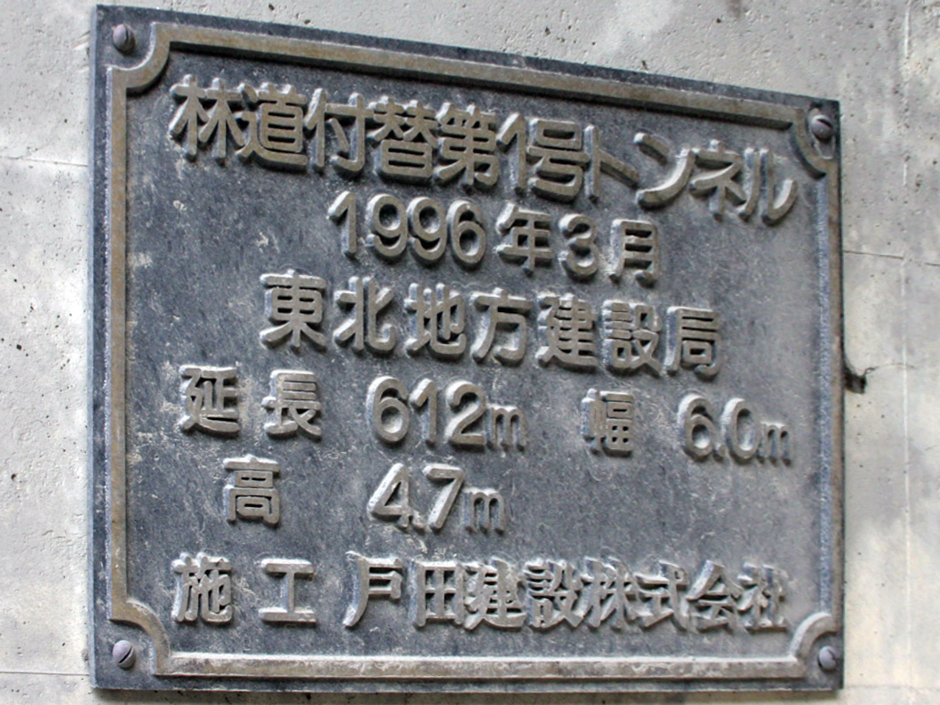 林道付替第1号トンネル
1996年3月
東北地方建設局
延長 612m 幅 6.0m
高 4.7m
施工 戸田建設株式会社